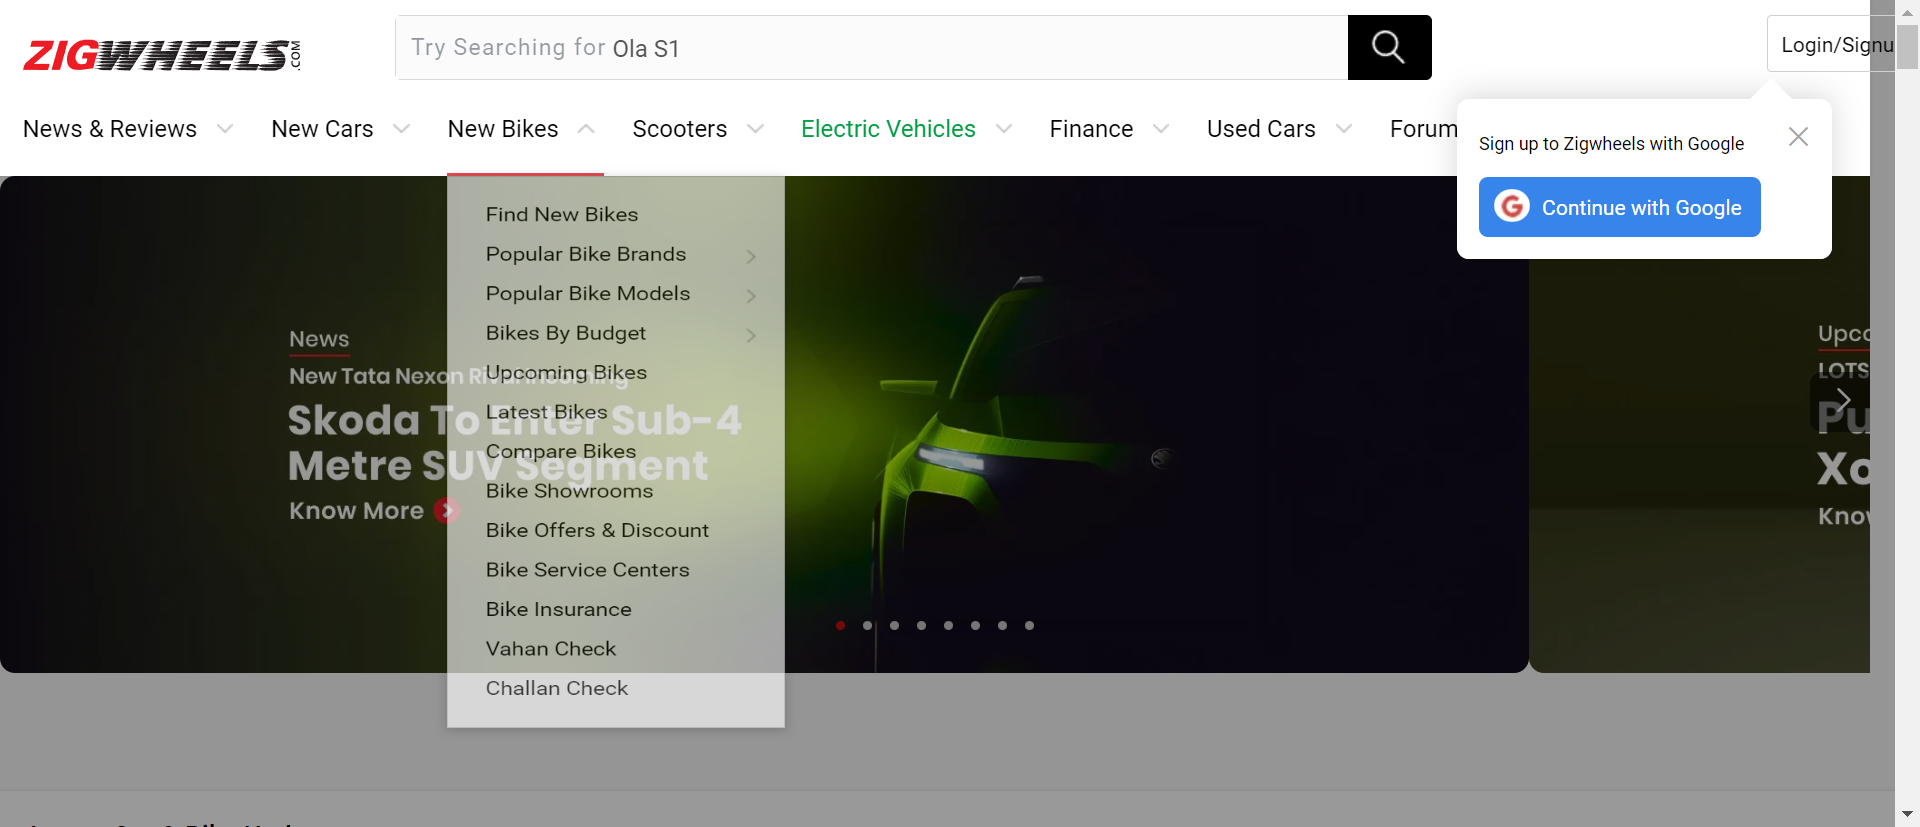 ZIGWHEELS.COM
Try Searching for Ola S1
Login/Signu
News & Reviews
New Cars
New Bikes
Scooters
Electric Vehicles
Finance
Used Cars
Forum
Sign up to Zigwheels with Google
Continue with Google
Find New Bikes
Popular Bike Brands
Popular Bike Models
Bikes By Budget
Upcoming Bikes
Latest Bikes
Compare Bikes
Bike Showrooms
Bike Offers & Discount
Bike Service Centers
Bike Insurance
Vahan Check
Challan Check
News
New Tata Nexon Rival Incoming
Skoda To Enter Sub-4
Metre SUV Segment
Know More
Upco
LOTS
Pu
Xo
Know